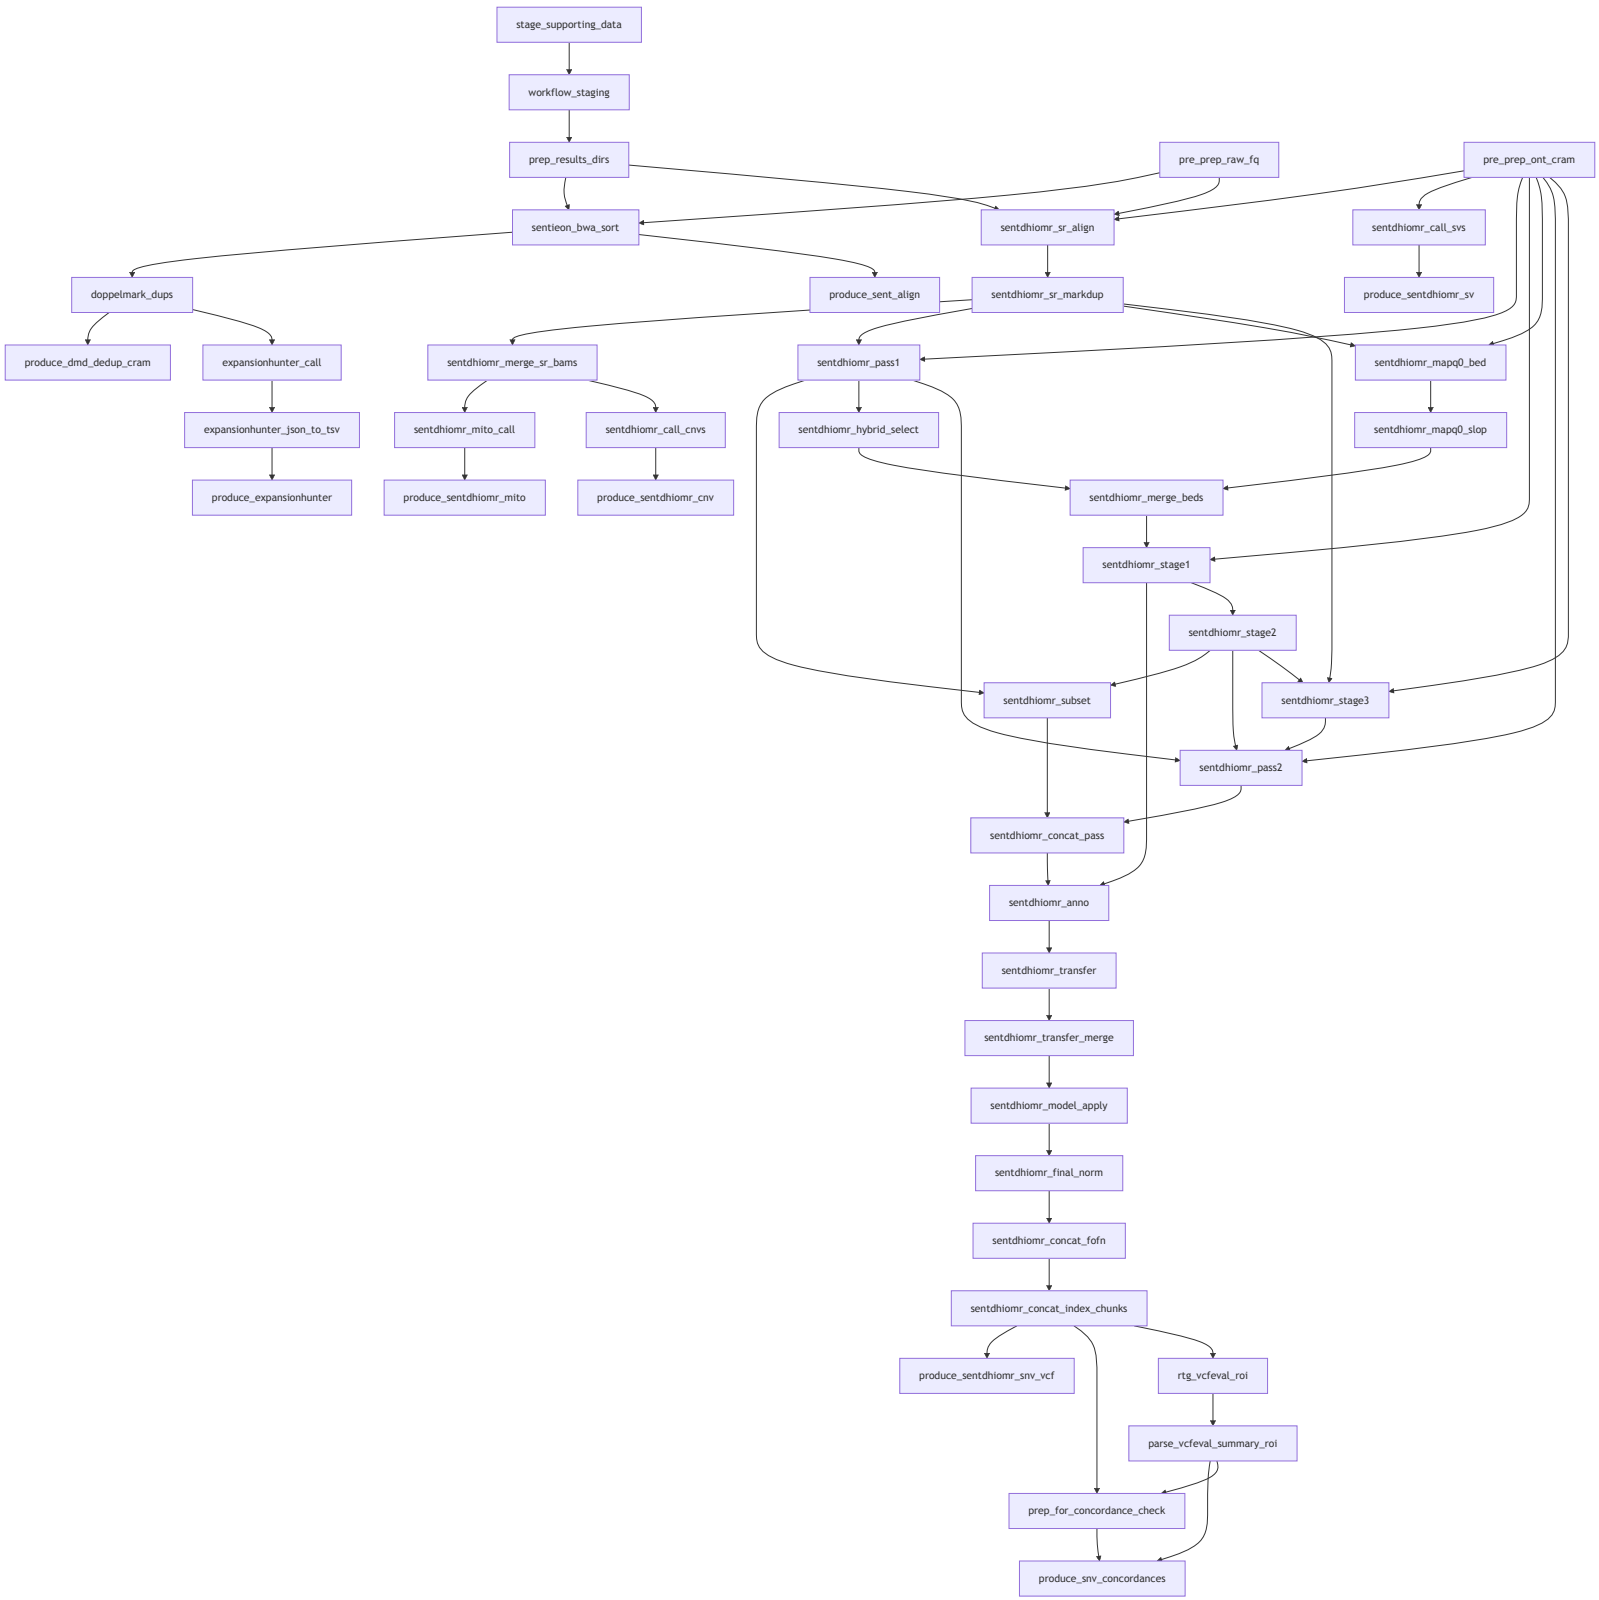 stage_supporting_data
workflow_staging
prep_results_dirs
pre_prep_raw_fq
pre_prep_ont_cram
sentieon_bwa_sort
sentdhiomr_sr_align
sentdhiomr_call_svs
doppelmark_dups
produce_sent_align
sentdhiomr_sr_markdup
produce_sentdhiomr_sv
produce_dmd_dedup_cram
expansionhunter_call
sentdhiomr_merge_sr_bams
sentdhiomr_pass1
sentdhiomr_mapq0_bed
expansionhunter_json_to_tsv
sentdhiomr_mito_call
sentdhiomr_call_cnvs
sentdhiomr_hybrid_select
sentdhiomr_mapq0_slop
produce_expansionhunter
produce_sentdhiomr_mito
produce_sentdhiomr_cnv
sentdhiomr_merge_beds
sentdhiomr_stage1
sentdhiomr_stage2
sentdhiomr_subset
sentdhiomr_stage3
sentdhiomr_pass2
sentdhiomr_concat_pass
sentdhiomr_anno
sentdhiomr_transfer
sentdhiomr_transfer_merge
sentdhiomr_model_apply
sentdhiomr_final_norm
sentdhiomr_concat_fofn
sentdhiomr_concat_index_chunks
produce_sentdhiomr_snv_vcf
rtg_vcfeval_roi
parse_vcfeval_summary_roi
prep_for_concordance_check
produce_snv_concordances